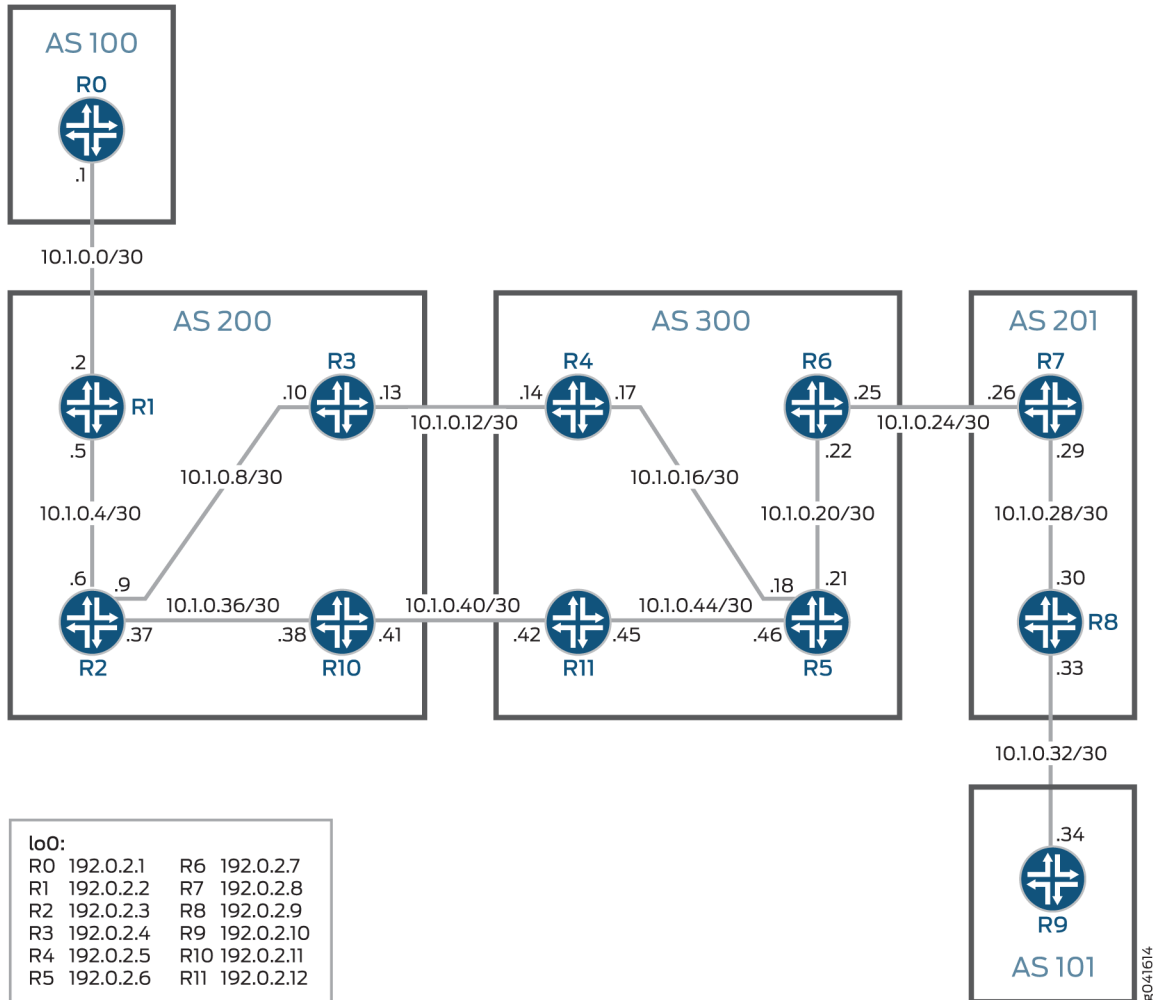 AS 100
R0
.1
10.1.0.0/30
AS 200
AS 300
AS 201
.2
R1
.5
10.1.0.4/30
.6
.9
R2
.37
10.1.0.8/30
.10
R3
.13
10.1.0.12/30
.14
R4
.17
10.1.0.16/30
.18
10.1.0.36/30
.38
R10
.41
10.1.0.40/30
.42
R11
.45
10.1.0.44/30
.46
R5
.21
10.1.0.20/30
.22
R6
.25
10.1.0.24/30
.26
R7
.29
10.1.0.28/30
.30
R8
.33
10.1.0.32/30
.34
R9
AS 101
lo0:
R0 192.0.2.1 R6 192.0.2.7
R1 192.0.2.2 R7 192.0.2.8
R2 192.0.2.3 R8 192.0.2.9
R3 192.0.2.4 R9 192.0.2.10
R4 192.0.2.5 R10 192.0.2.11
R5 192.0.2.6 R11 192.0.2.12
g041614